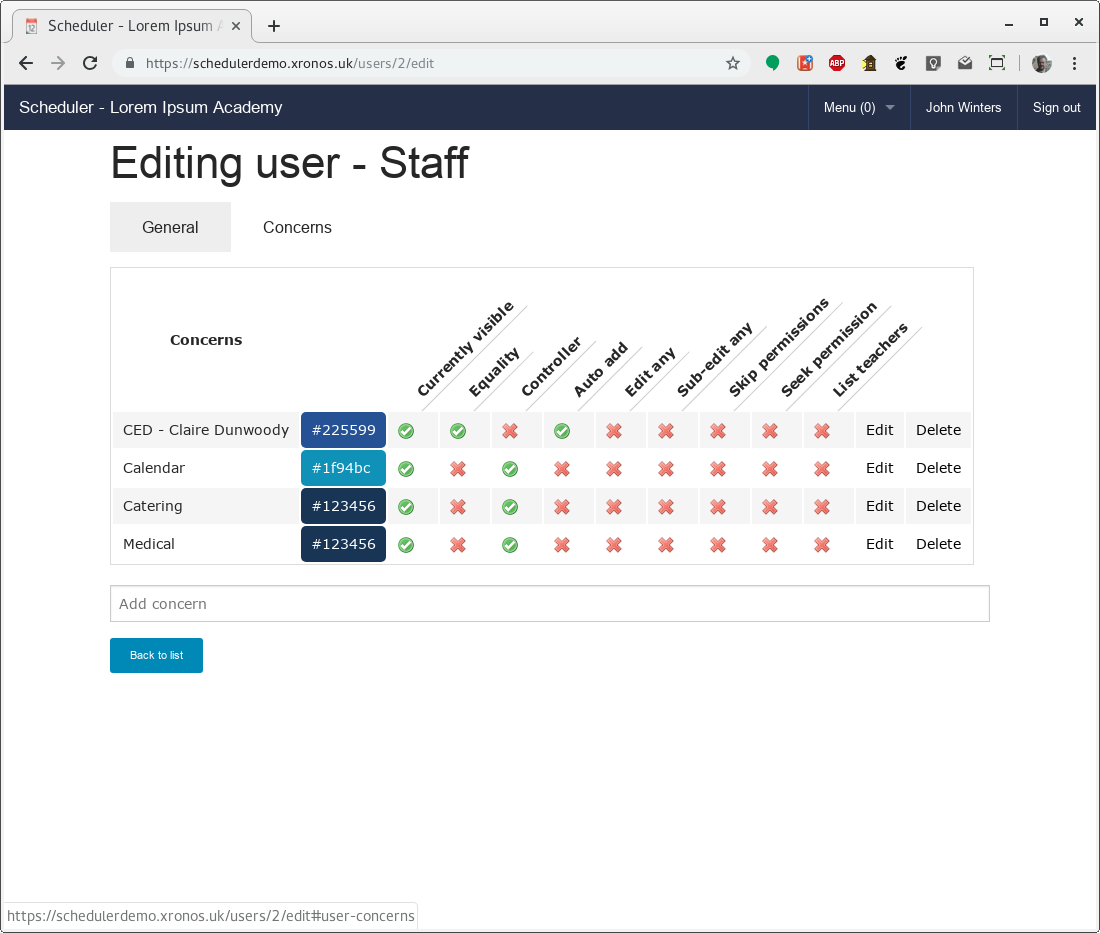 Scheduler - Lorem Ipsum A
https://schedulerdemo.xronos.uk/users/2/edit
ABP
Scheduler - Lorem Ipsum Academy
Menu (0)
John Winters
Sign out
Editing user - Staff
General
Concerns
Concerns
Currently visible
Equality
Controller
Auto add
Edit any
Sub-edit any
Skip permissions
Seek permission
List teachers
CED - Claire Dunwoody #225599 Edit Delete
Calendar #1f94bc Edit Delete
Catering #123456 Edit Delete
Medical #123456 Edit Delete
Add concern
Back to list
https://schedulerdemo.xronos.uk/users/2/edit#user-concerns